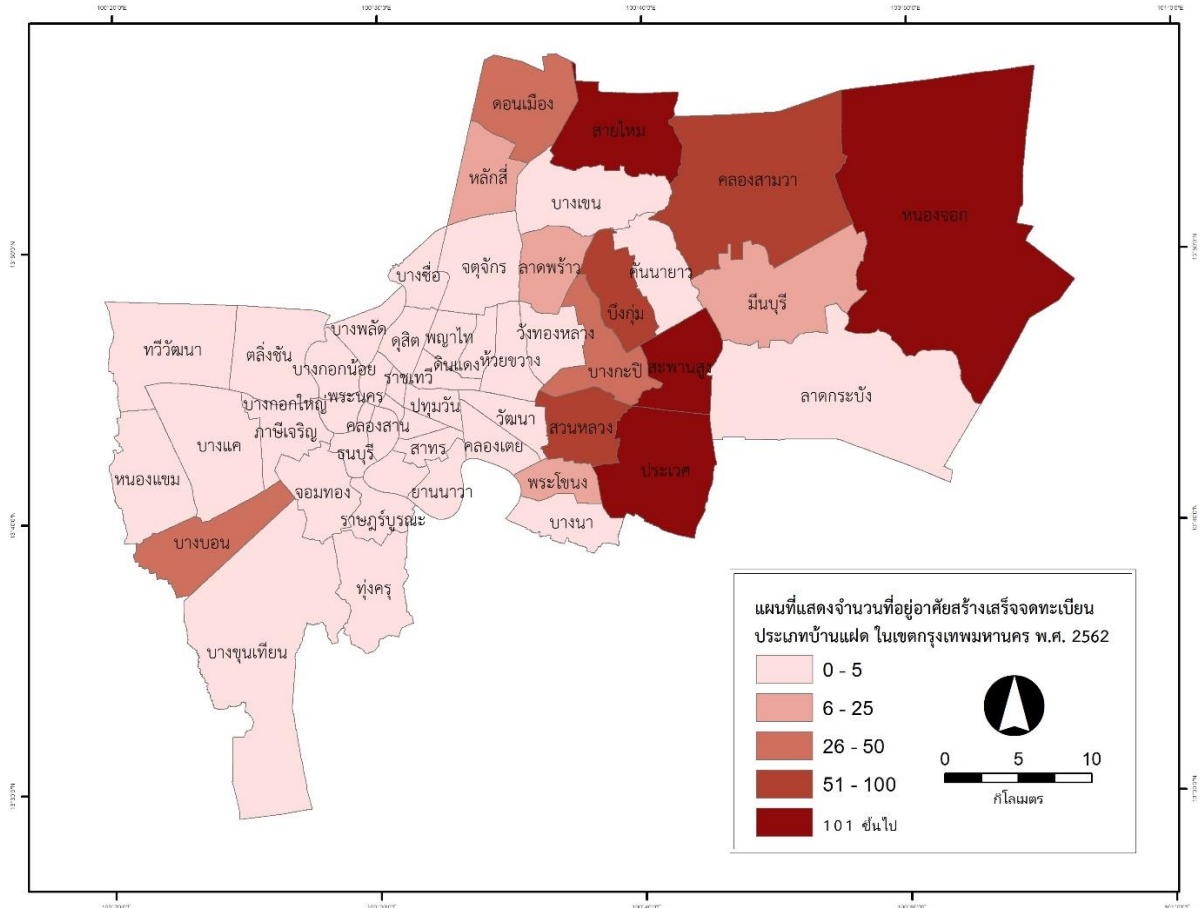 ดอนเมือง
สายไหม
หลักสี่
คลองสามวา
บางเขน
หนองจอก
บางซื่อ
จตุจักร
ลาดพร้าว
คันนายาว
มีนบุรี
บึงกุ่ม
บางพลัด
ดุสิต
พญาไท
วังทองหลวง
ทวีวัฒนา
ตลิ่งชัน
บางกอกน้อย
ดินแดง
ห้วยขวาง
บางกะปิ
สะพานสูง
ราชเทวี
ลาดกระบัง
พระนคร
บางกอกใหญ่
ปทุมวัน
วัฒนา
สวนหลวง
ภาษีเจริญ
คลองสาน
บางแค
คลองเตย
สาทร
ธนบุรี
หนองแขม
ประเวศ
พระโขนง
จอมทอง
ยานนาวา
ราษฎร์บูรณะ
บางนา
บางบอน
ทุ่งครุ
บางขุนเทียน
แผนที่แสดงจำนวนที่อยู่อาศัยสร้างเสร็จจดทะเบียน
ประเภทบ้านแฝด ในเขตกรุงเทพมหานคร พ.ศ. 2562
0 - 5
6 - 25
26 - 50
51 - 100
101 ขึ้นไป
0 5 10
กิโลเมตร